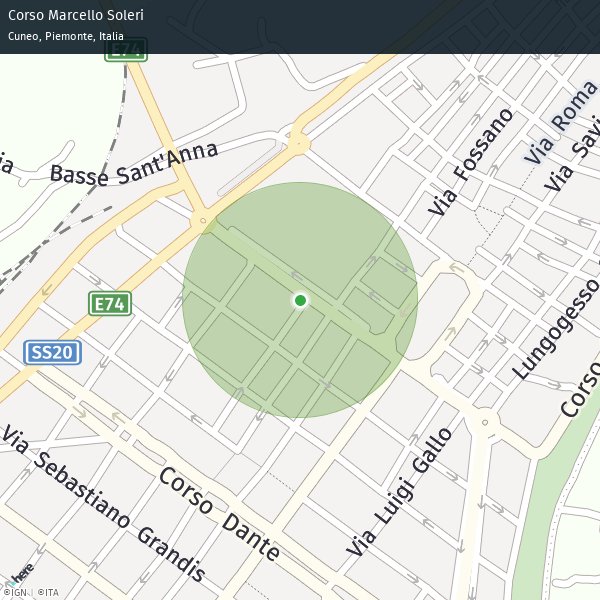 Corso Marcello Soleri
Cuneo, Piemonte, Italia
E74
Via Roma
Via Fossano
Via Savi
ia
Basse Sant'Anna
E74
SS20
Lungogesso
Corso
Via Sebastiano Grandis
Corso Dante
Via Luigi Gallo
here
©IGN | ©ITA